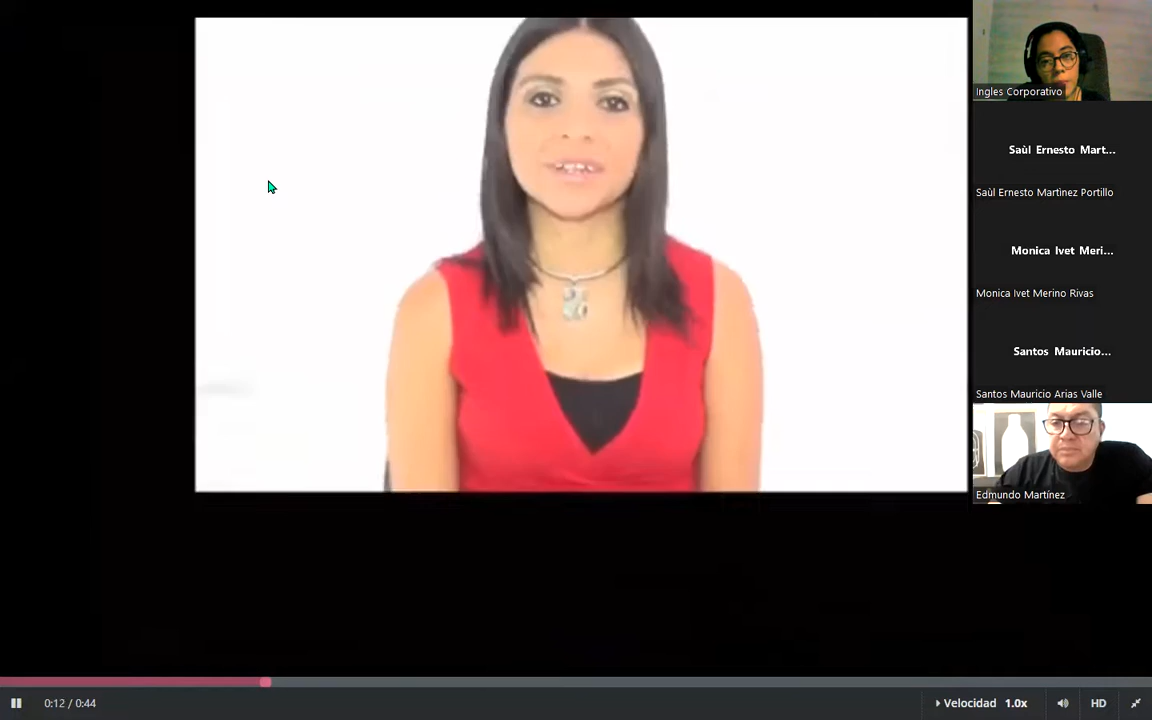 Ingles Corporativo
Saùl Ernesto Mart...
Saùl Ernesto Martìnez Portillo
Monica Ivet Meri...
Monica Ivet Merino Rivas
Santos Mauricio...
Santos Mauricio Arias Valle
Edmundo Martínez
0:12 / 0:44
Velocidad 1.0x
HD